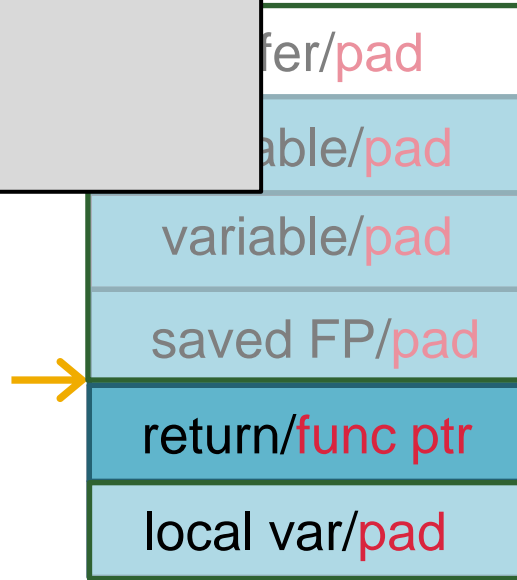 fer/pad
able/pad
variable/pad
saved FP/pad
return/func ptr
local var/pad